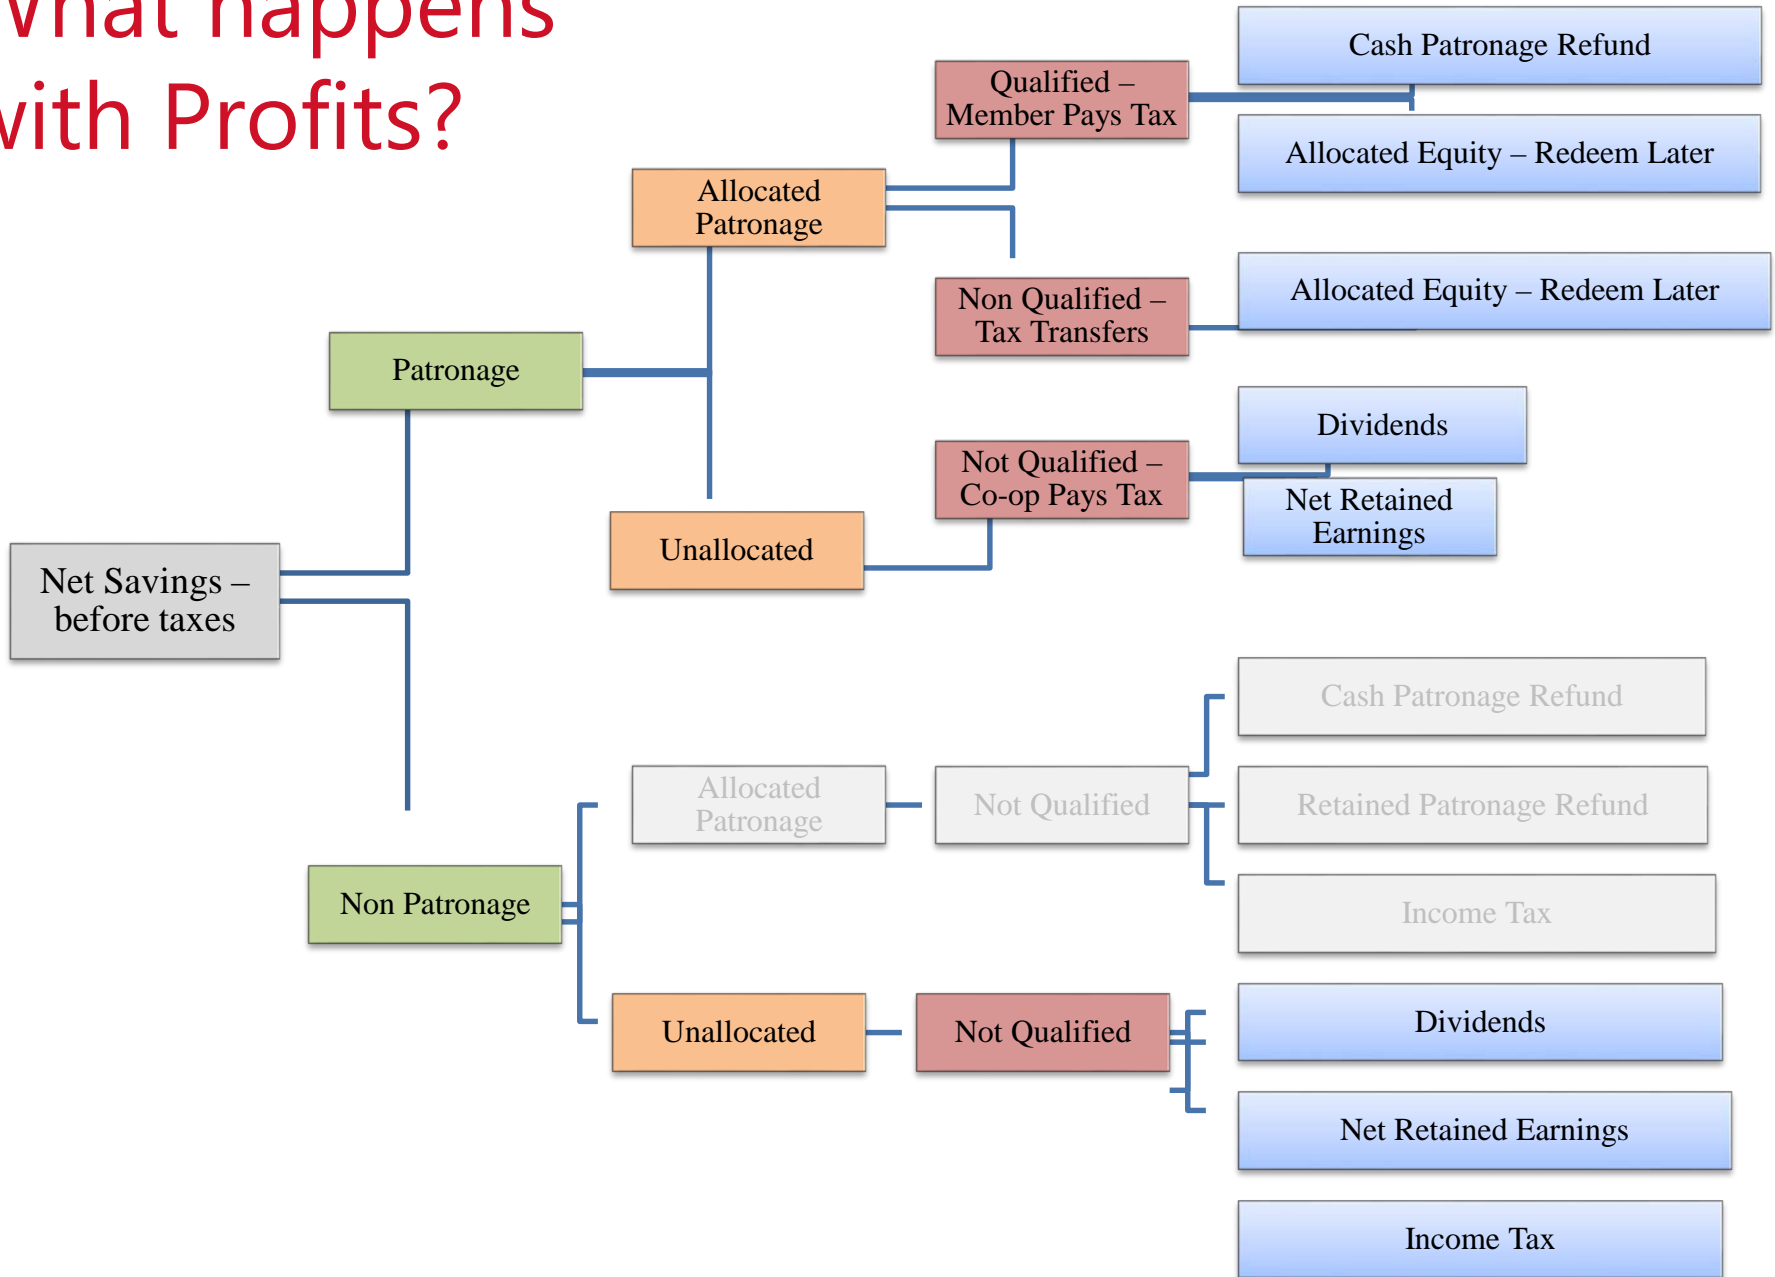 What happens
with Profits?
Cash Patronage Refund
Qualified –
Member Pays Tax
Allocated Equity – Redeem Later
Allocated
Patronage
Non Qualified –
Tax Transfers
Allocated Equity – Redeem Later
Patronage
Dividends
Not Qualified –
Co-op Pays Tax
Net Retained
Earnings
Unallocated
Net Savings –
before taxes
Cash Patronage Refund
Allocated
Patronage
Not Qualified
Retained Patronage Refund
Income Tax
Non Patronage
Unallocated
Not Qualified
Dividends
Net Retained Earnings
Income Tax